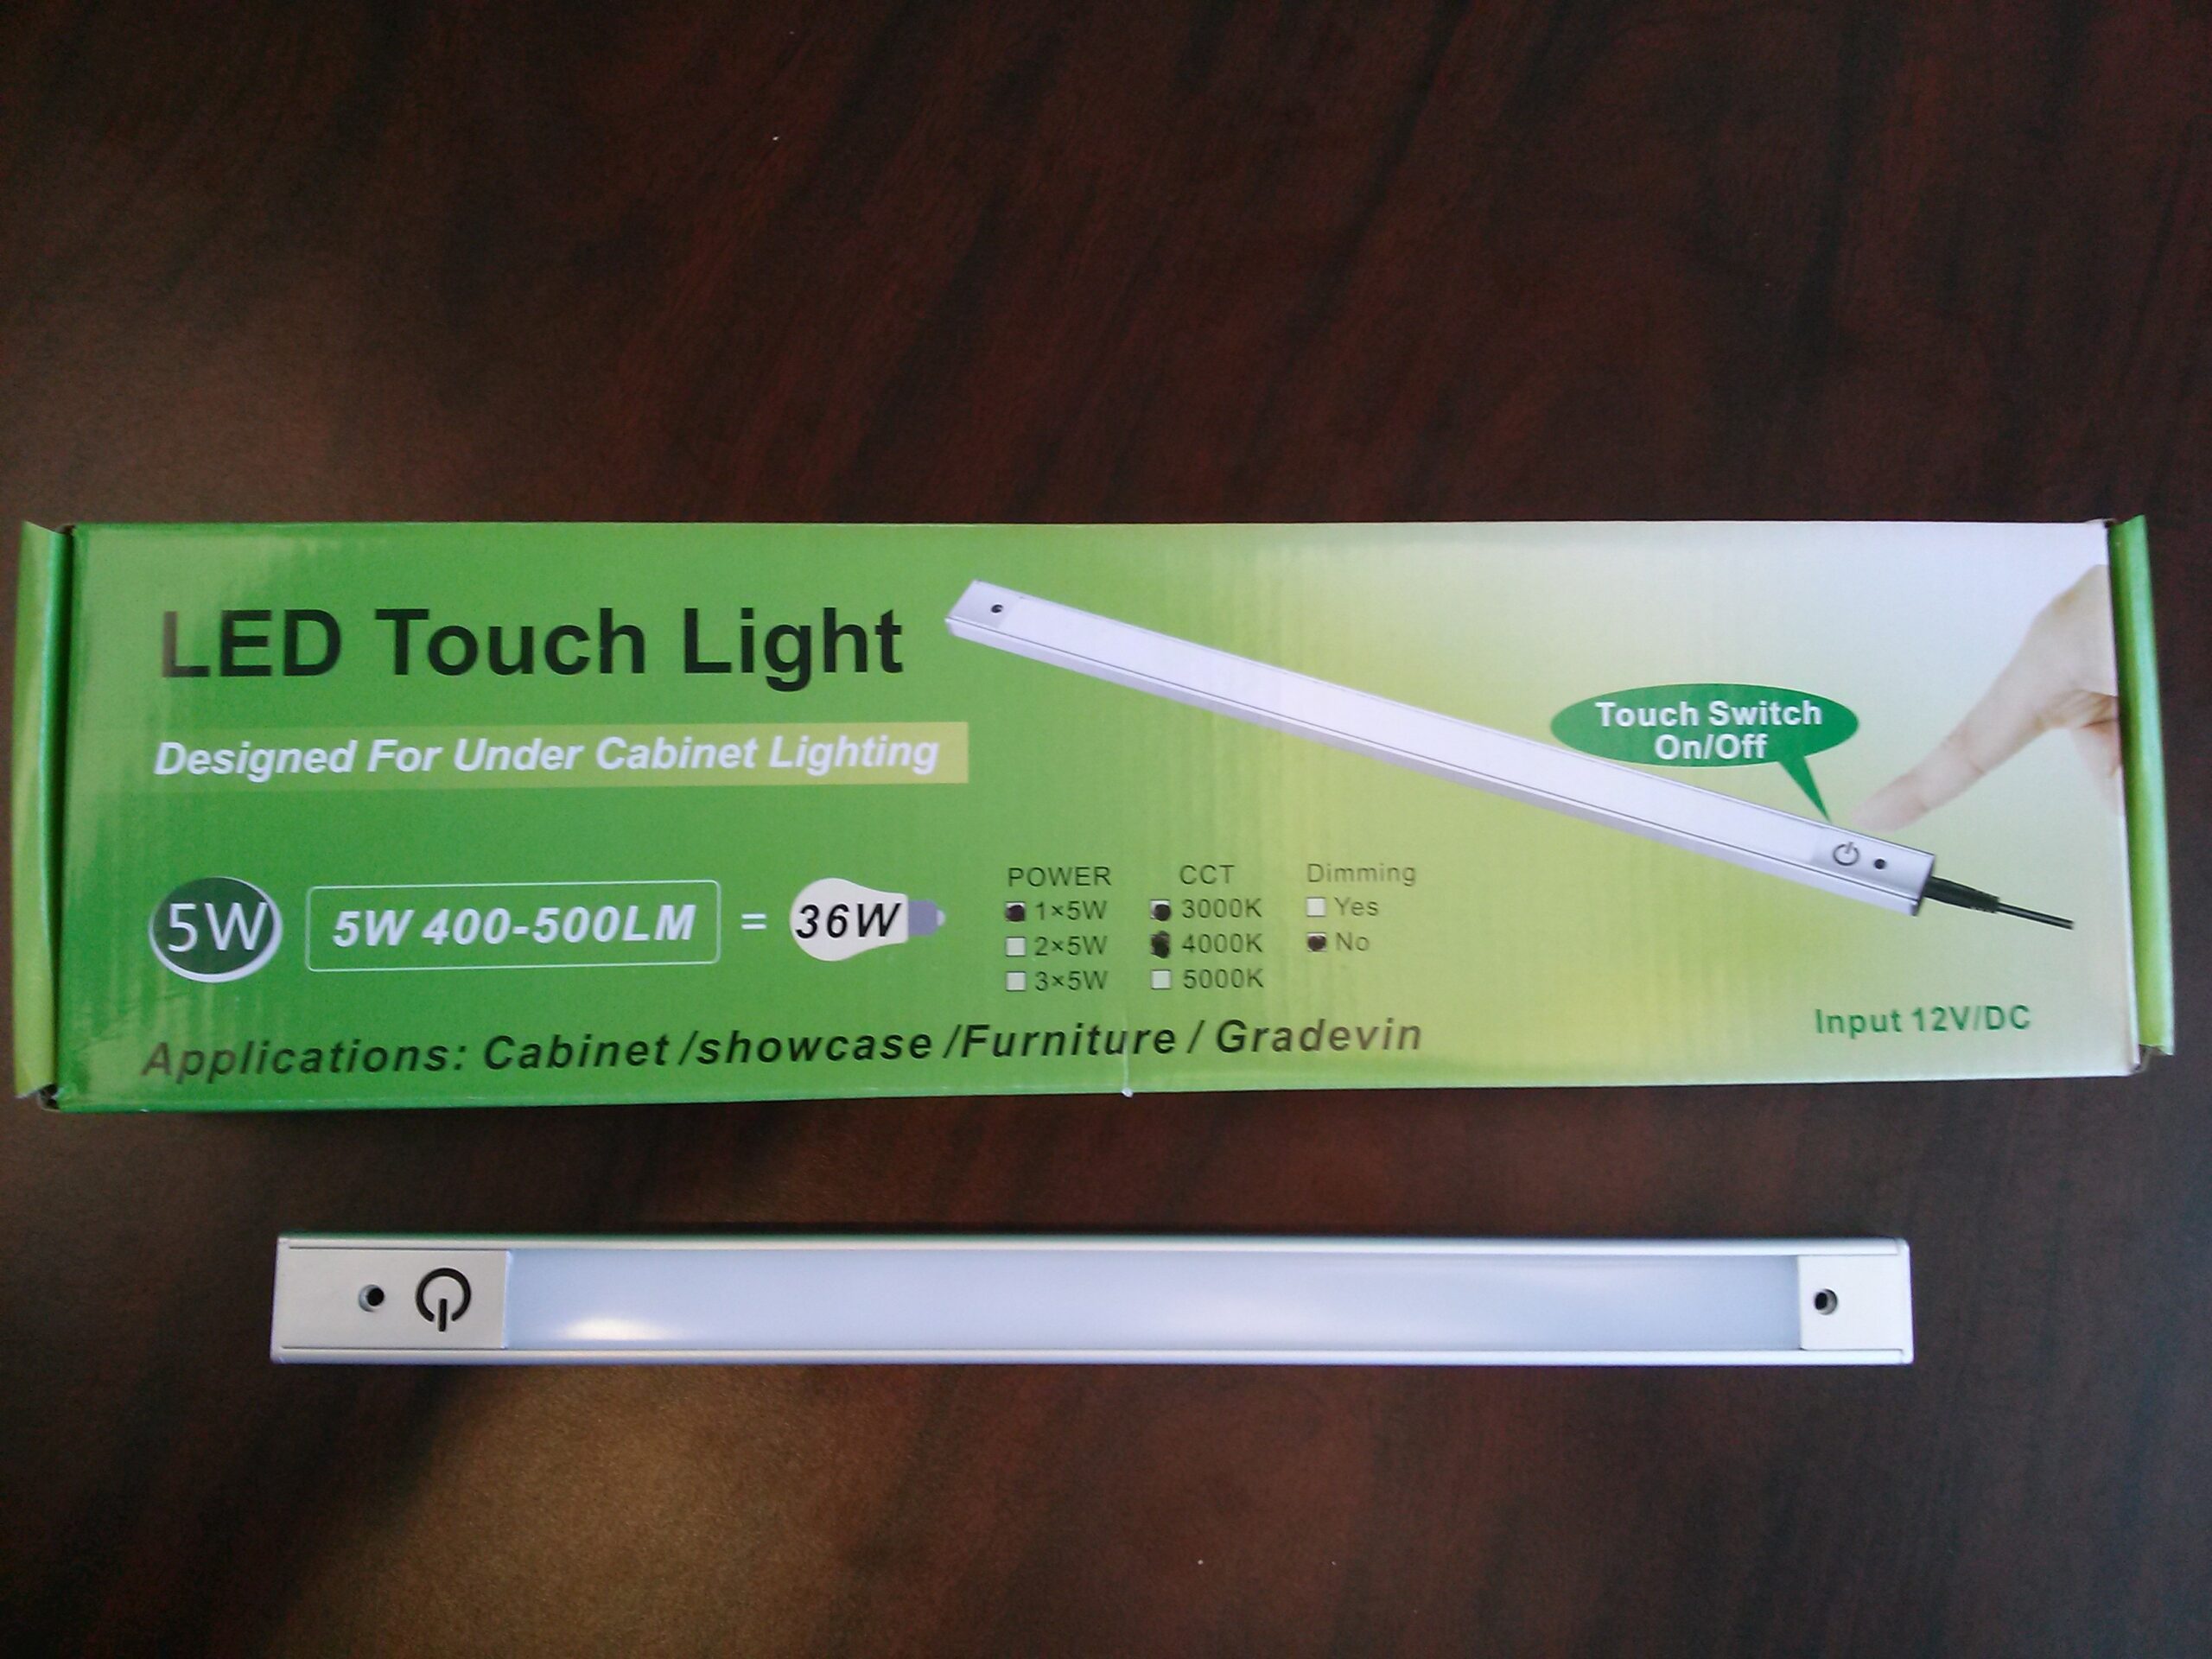 LED Touch Light
Designed For Under Cabinet Lighting
Touch Switch
On/Off
5W
5W 400-500LM = 36W
POWER CCT Dimming
1×5W 3000K Yes
2×5W 4000K No
3×5W 5000K
Input 12V/DC
Applications: Cabinet /showcase /Furniture / Gradevin